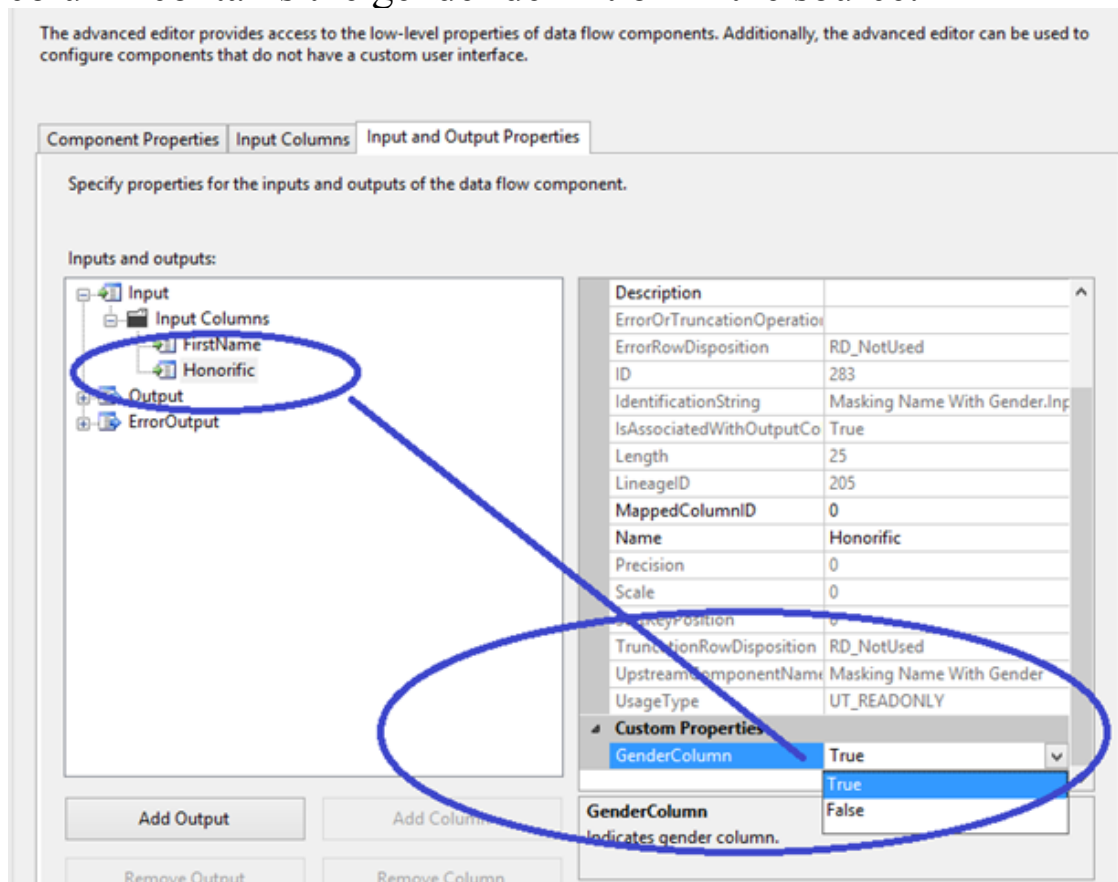 The advanced editor provides access to the low-level properties of data flow components. Additionally, the advanced editor can be used to
configure components that do not have a custom user interface.
Component Properties Input Columns Input and Output Properties
Specify properties for the inputs and outputs of the data flow component.
Inputs and outputs:
Input
Input Columns
FirstName
Honorific
Output
ErrorOutput
Description
ErrorOrTruncationOperation
ErrorRowDisposition RD_NotUsed
ID 283
IdentificationString Masking Name With Gender.Inp
IsAssociatedWithOutputCo True
Length 25
LineageID 205
MappedColumnID 0
Name Honorific
Precision 0
Scale 0
SortKeyPosition 0
TruncationRowDisposition RD_NotUsed
UpstreamComponentName Masking Name With Gender
UsageType UT_READONLY
Custom Properties
GenderColumn True
True
False
GenderColumn
Indicates gender column.
Add Output Add Column
Remove Output Remove Column